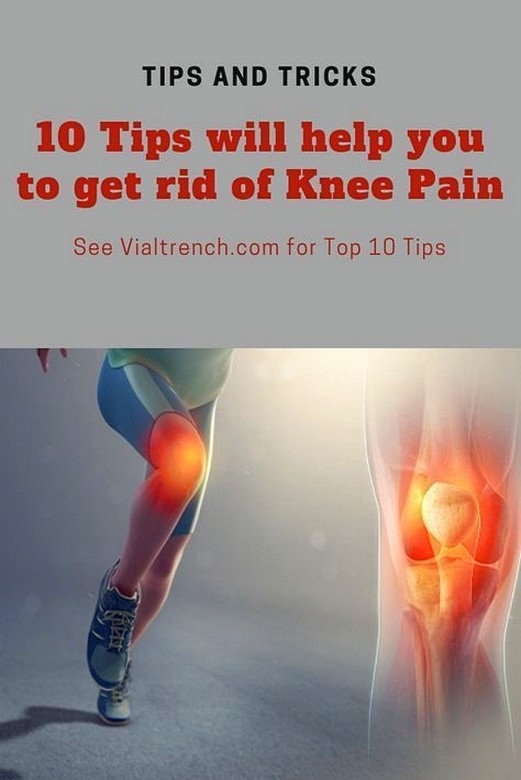 TIPS AND TRICKS
10 Tips will help you
to get rid of Knee Pain
See Vialtrench.com for Top 10 Tips